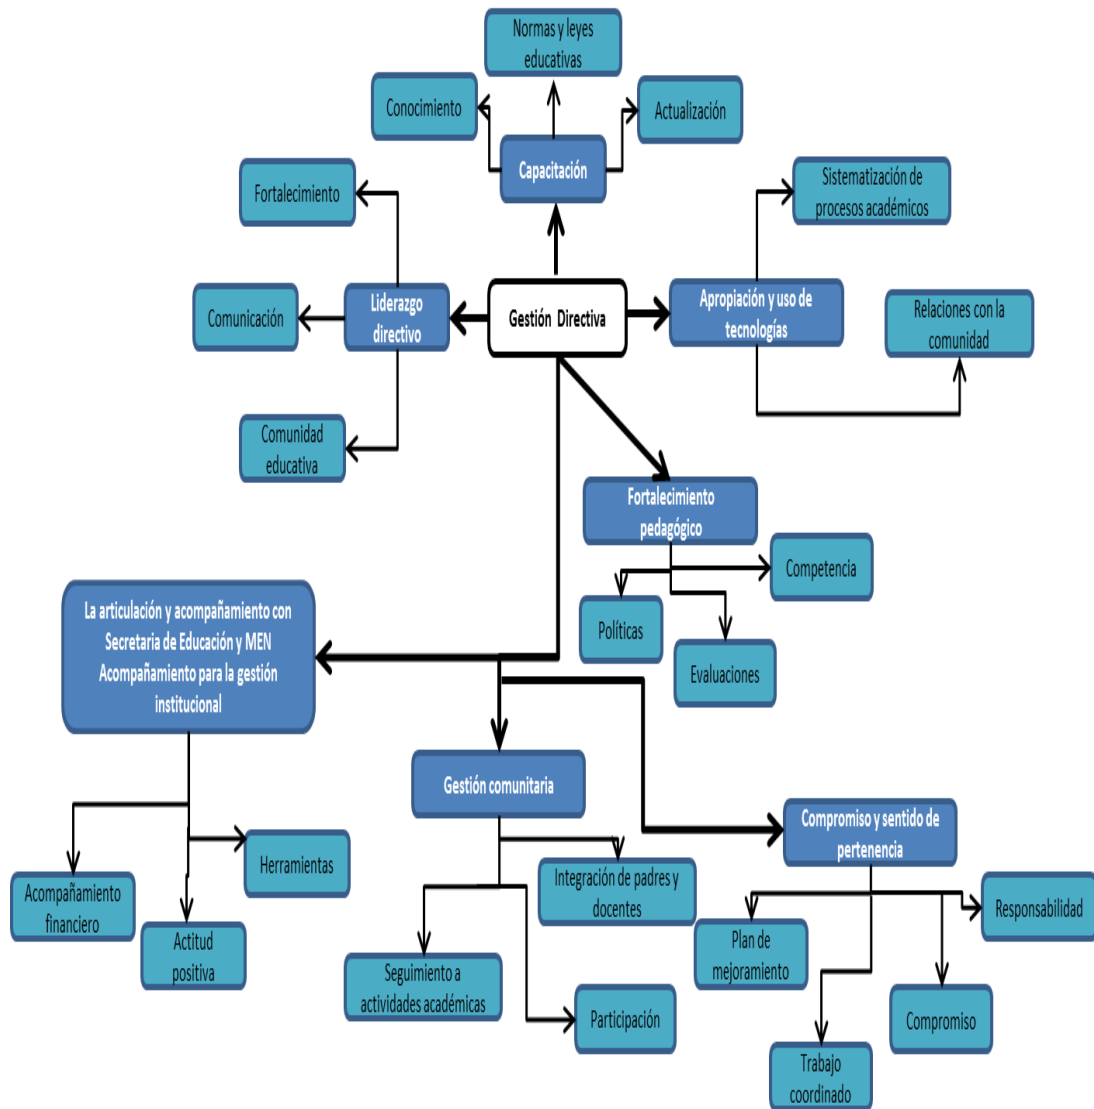 Normas y leyes
educativas
Conocimiento
Actualización
Capacitación
Sistematización de
procesos académicos
Fortalecimiento
Comunicación
Liderazgo
directivo
Gestión Directiva
Apropiación y uso de
tecnologías
Relaciones con la
comunidad
Comunidad
educativa
Fortalecimiento
pedagógico
Competencia
Políticas
Evaluaciones
La articulación y acompañamiento con
Secretaria de Educación y MEN
Acompañamiento para la gestión
institucional
Gestión comunitaria
Compromiso y sentido de
pertenencia
Herramientas
Acompañamiento
financiero
Actitud
positiva
Integración de padres y
docentes
Seguimiento a
actividades académicas
Participación
Responsabilidad
Plan de
mejoramiento
Compromiso
Trabajo
coordinado